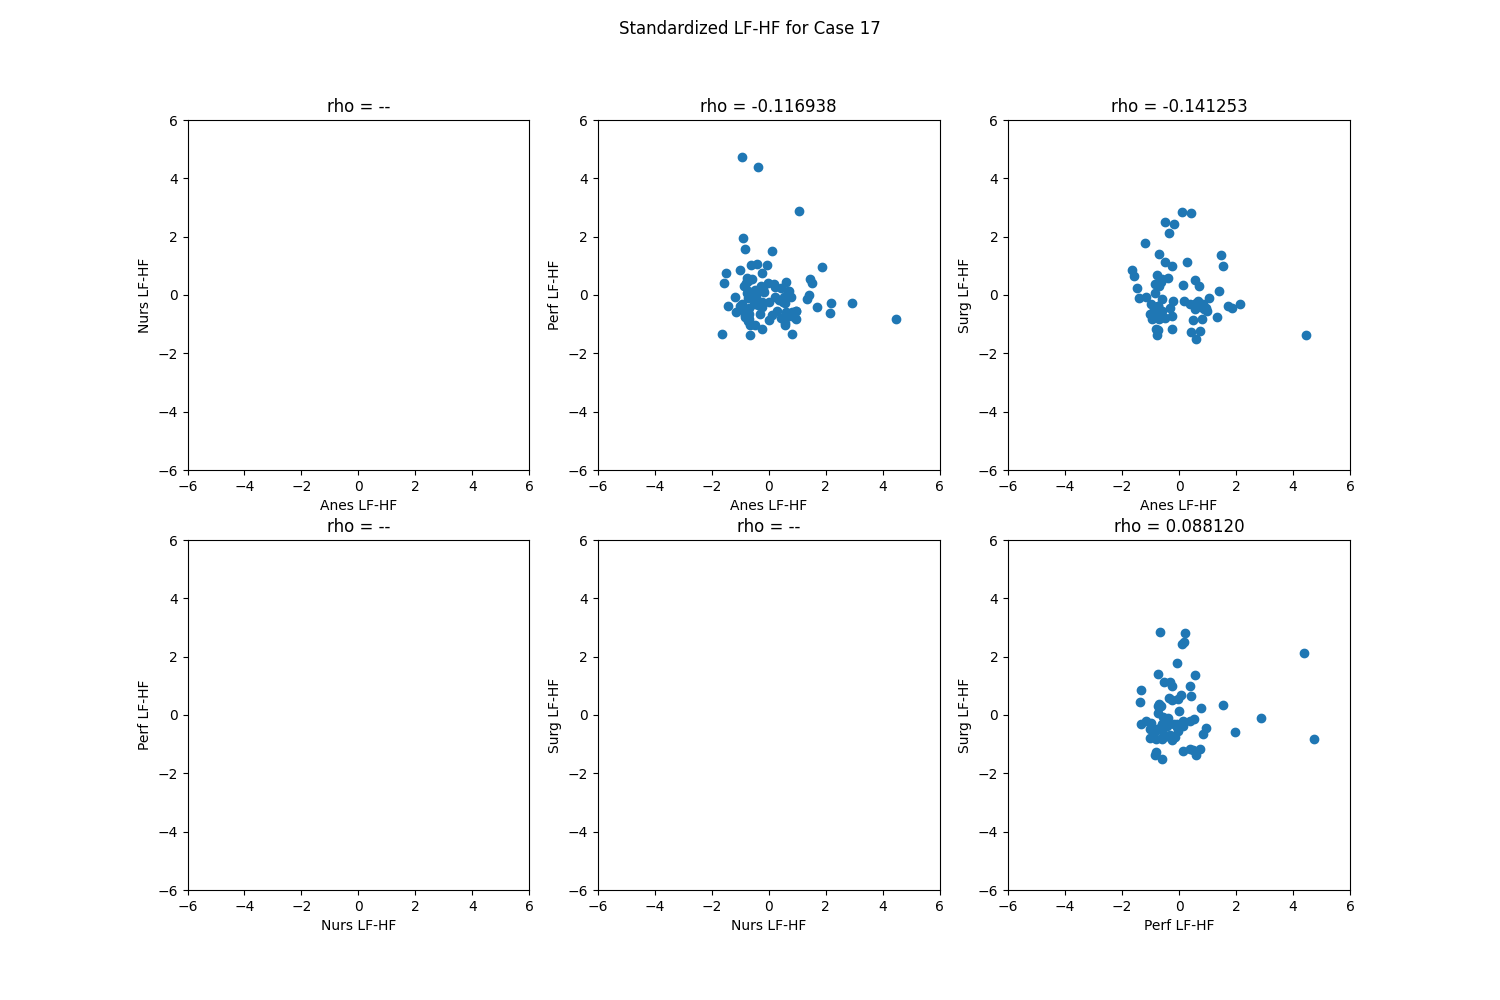 Standardized LF-HF for Case 17
rho = --
rho = -0.116938
rho = -0.141253
6
4
2
0
−2
−4
−6
Nurs LF-HF
−6 −4 −2 0 2 4 6
Anes LF-HF
6
4
2
0
−2
−4
−6
Perf LF-HF
−6 −4 −2 0 2 4 6
Anes LF-HF
6
4
2
0
−2
−4
−6
Surg LF-HF
−6 −4 −2 0 2 4 6
Anes LF-HF
rho = --
rho = --
rho = 0.088120
6
4
2
0
−2
−4
−6
Perf LF-HF
−6 −4 −2 0 2 4 6
Nurs LF-HF
6
4
2
0
−2
−4
−6
Surg LF-HF
−6 −4 −2 0 2 4 6
Nurs LF-HF
6
4
2
0
−2
−4
−6
Surg LF-HF
−6 −4 −2 0 2 4 6
Perf LF-HF